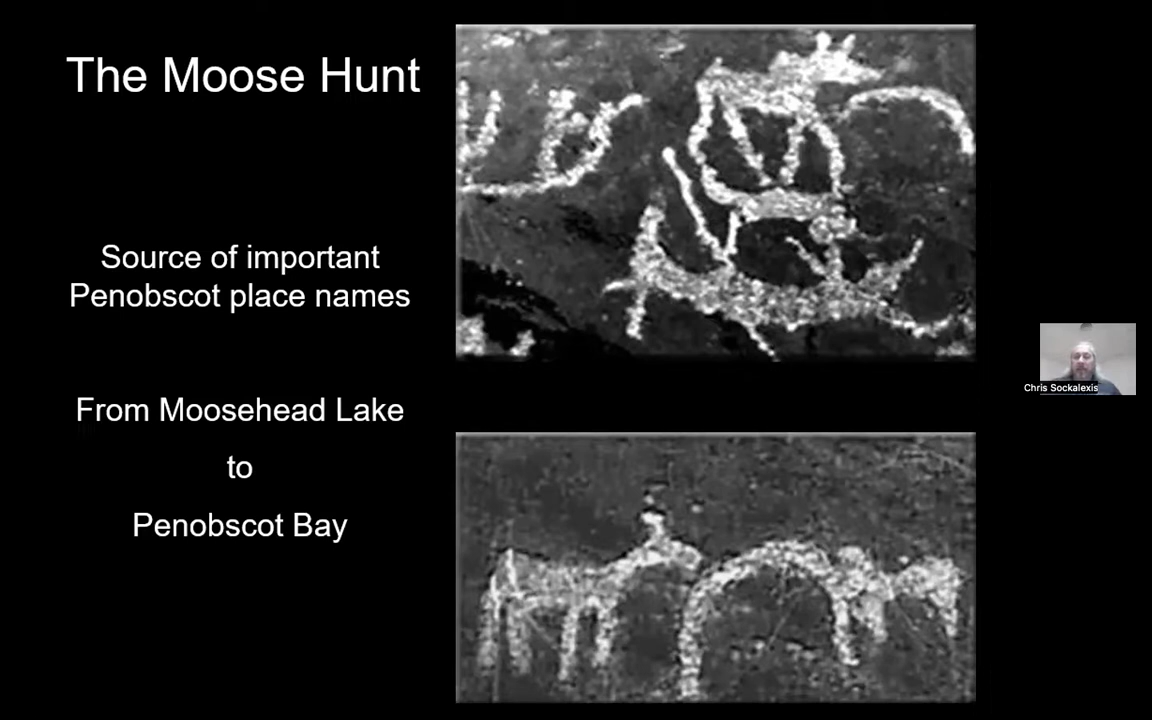 The Moose Hunt
Source of important
Penobscot place names
From Moosehead Lake
to
Penobscot Bay
Chris Sockalexis